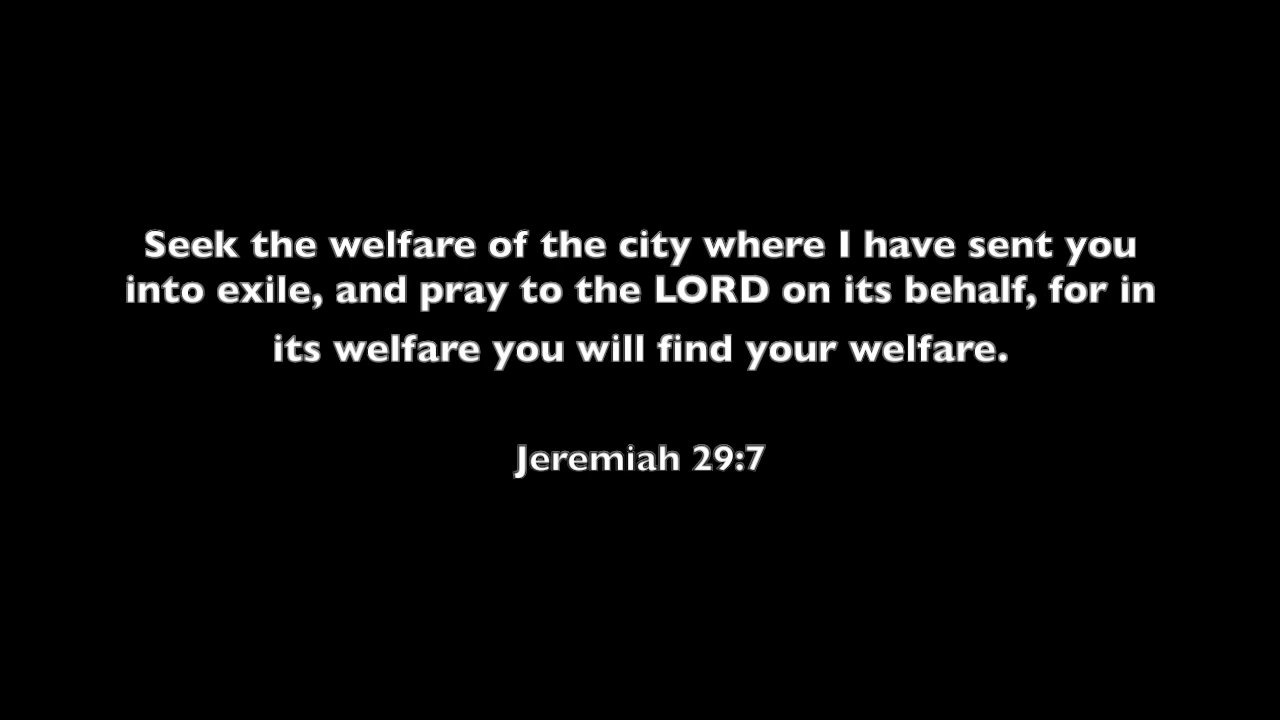 Seek the welfare of the city where I have sent you
into exile, and pray to the LORD on its behalf, for in
its welfare you will find your welfare.
Jeremiah 29:7